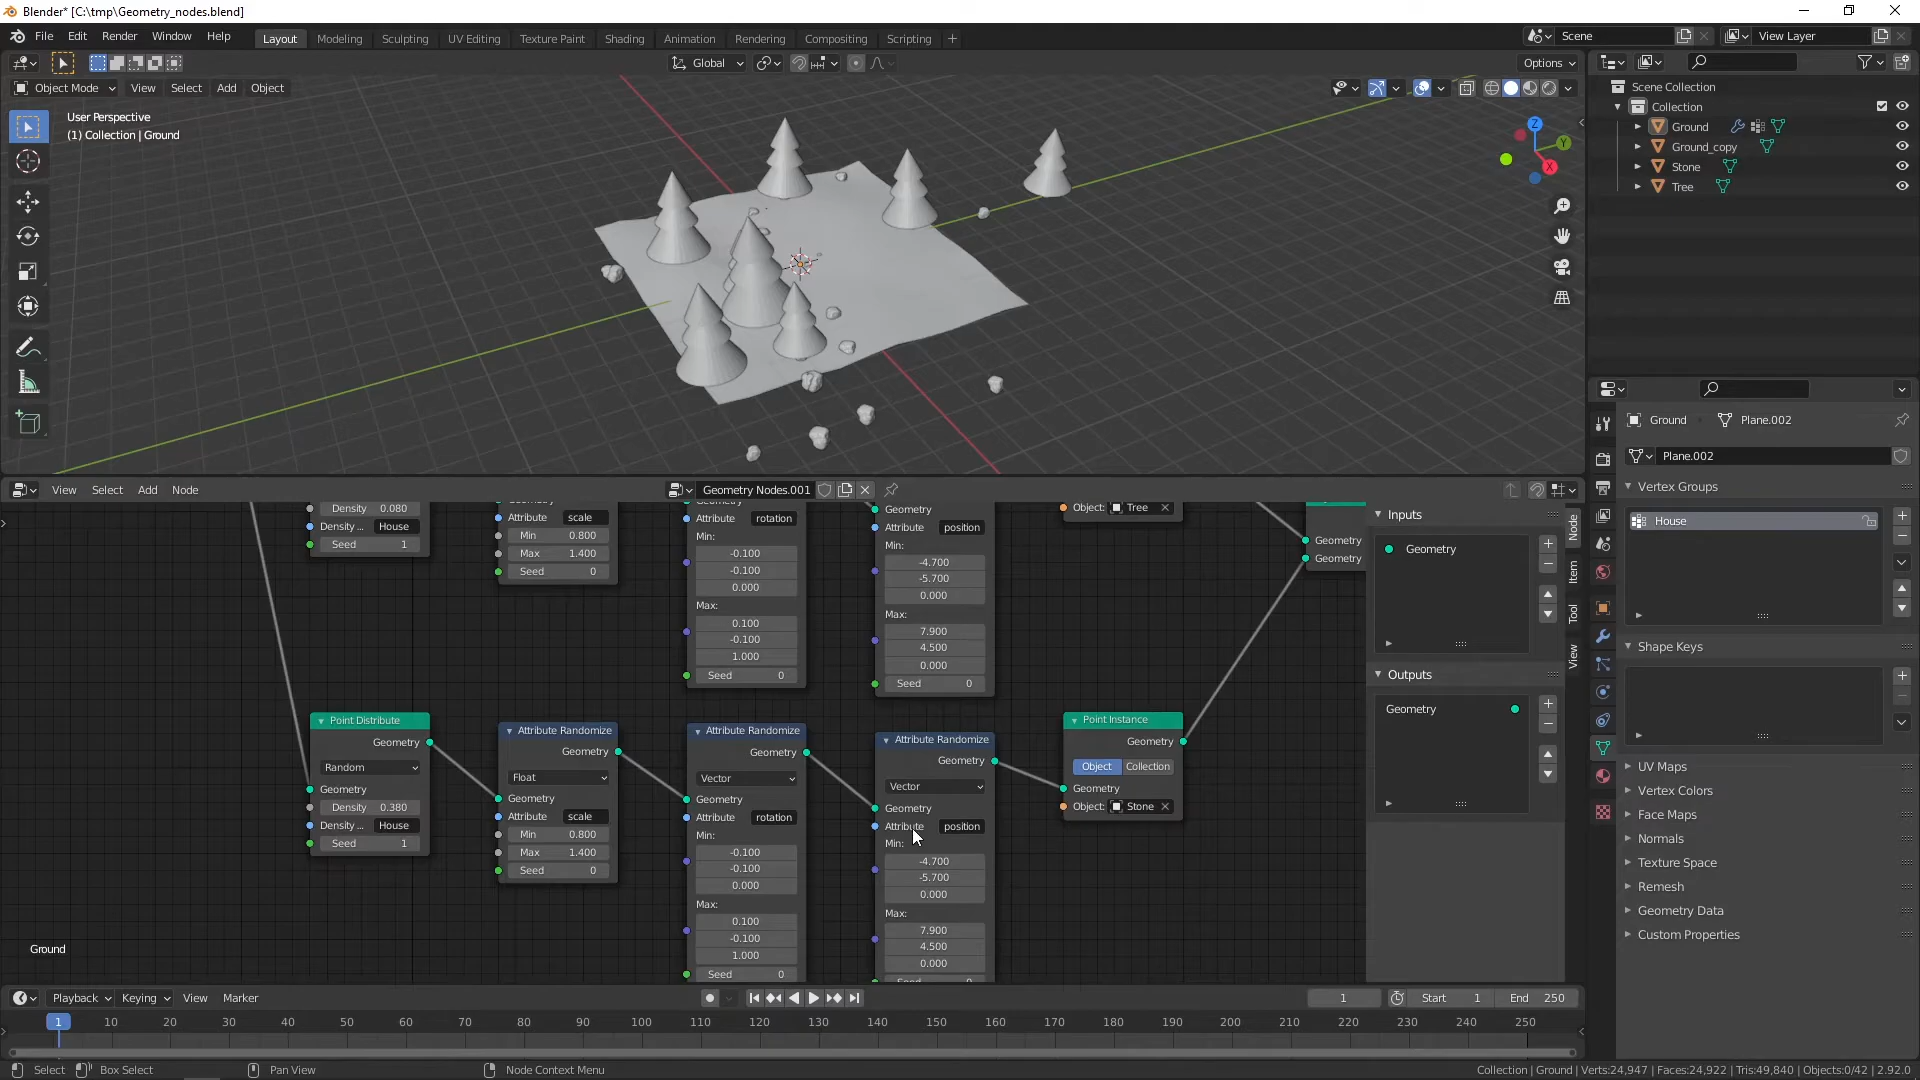 Blender* [C:\tmp\Geometry_nodes.blend]
File Edit Render Window Help Layout Modeling Sculpting UV Editing Texture Paint Shading Animation Rendering Compositing Scripting + Scene View Layer
Global Options
Object Mode View Select Add Object
User Perspective
(1) Collection | Ground
Z
Y
X
Scene Collection
Collection
Ground
Ground_copy
Stone
Tree
Ground Plane.002
Plane.002
Vertex Groups
House
Shape Keys
UV Maps
Vertex Colors
Face Maps
Normals
Texture Space
Remesh
Geometry Data
Custom Properties
View Select Add Node Geometry Nodes.001
Density 0.080
Density ... House
Seed 1
Attribute scale
Min 0.800
Max 1.400
Seed 0
Attribute rotation
Min:
-0.100
-0.100
0.000
Max:
0.100
-0.100
1.000
Seed 0
Geometry
Attribute position
Min:
-4.700
-5.700
0.000
Max:
7.900
4.500
0.000
Seed 0
Object: Tree
Geometry
Geometry
Point Distribute
Geometry
Random
Geometry
Density 0.380
Density ... House
Seed 1
Attribute Randomize
Geometry
Float
Geometry
Attribute scale
Min 0.800
Max 1.400
Seed 0
Attribute Randomize
Geometry
Vector
Geometry
Attribute rotation
Min:
-0.100
-0.100
0.000
Max:
0.100
-0.100
1.000
Seed 0
Attribute Randomize
Geometry
Vector
Geometry
Attribute position
Min:
-4.700
-5.700
0.000
Max:
7.900
4.500
0.000
Point Instance
Geometry
Object Collection
Geometry
Object: Stone
Inputs
Geometry
Outputs
Geometry
Node
Item
Tool
View
Ground
Playback Keying View Marker 1 Start 1 End 250
1 10 20 30 40 50 60 70 80 90 100 110 120 130 140 150 160 170 180 190 200 210 220 230 240 250
Select Box Select Pan View Node Context Menu Collection | Ground | Verts:24,947 | Faces:24,922 | Tris:49,840 | Objects:0/42 | 2.92.0